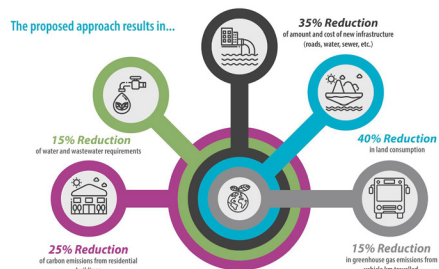 The proposed approach results in...
35% Reduction
of amount and cost of new infrastructure
(roads, water, sewer, etc.)
15% Reduction
of water and wastewater requirements
40% Reduction
in land consumption
25% Reduction
of carbon emissions from residential
15% Reduction
in greenhouse gas emissions from